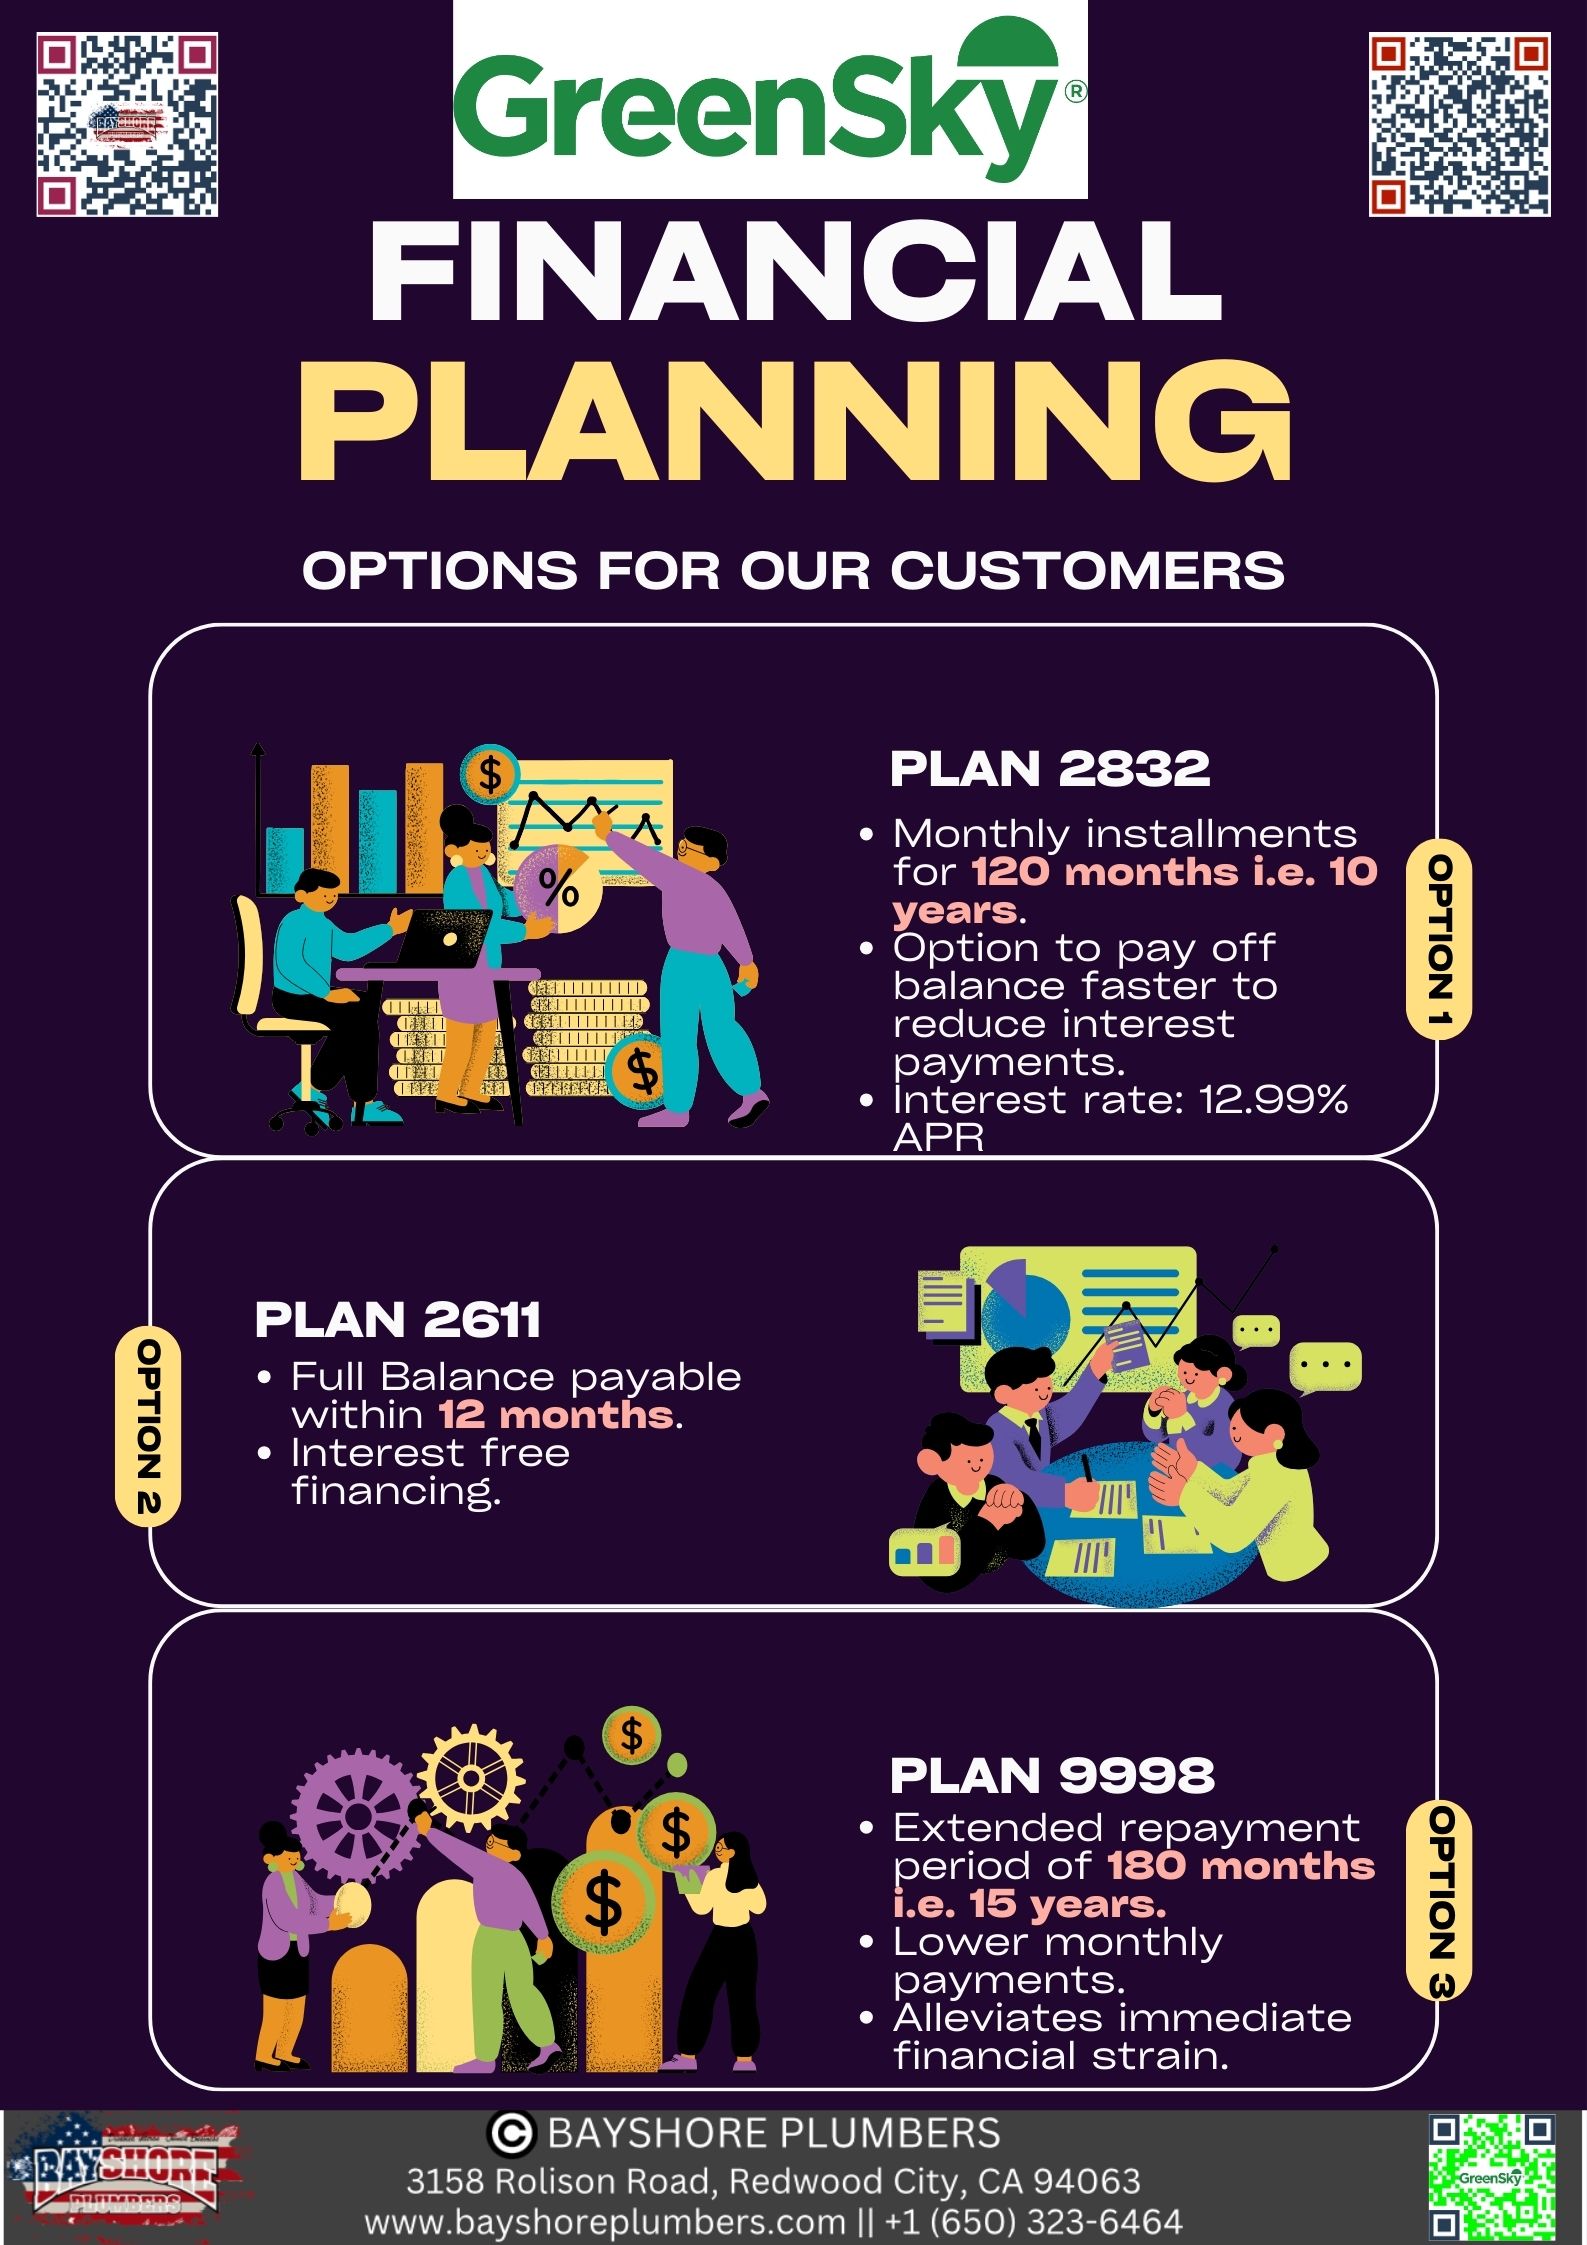 GreenSky®
FINANCIAL
PLANNING
OPTIONS FOR OUR CUSTOMERS
PLAN 2832
• Monthly installments
for 120 months i.e. 10
years.
• Option to pay off
balance faster to
reduce interest
payments.
• Interest rate: 12.99%
APR
OPTION 1
$
%
$
PLAN 2611
• Full Balance payable
within 12 months.
• Interest free
financing.
OPTION 2
PLAN 9998
• Extended repayment
period of 180 months
i.e. 15 years.
• Lower monthly
payments.
• Alleviates immediate
financial strain.
OPTION 3
$
$
$
BAYSHORE
PLUMBERS
© BAYSHORE PLUMBERS
3158 Rolison Road, Redwood City, CA 94063
www.bayshoreplumbers.com || +1 (650) 323-6464
GreenSky